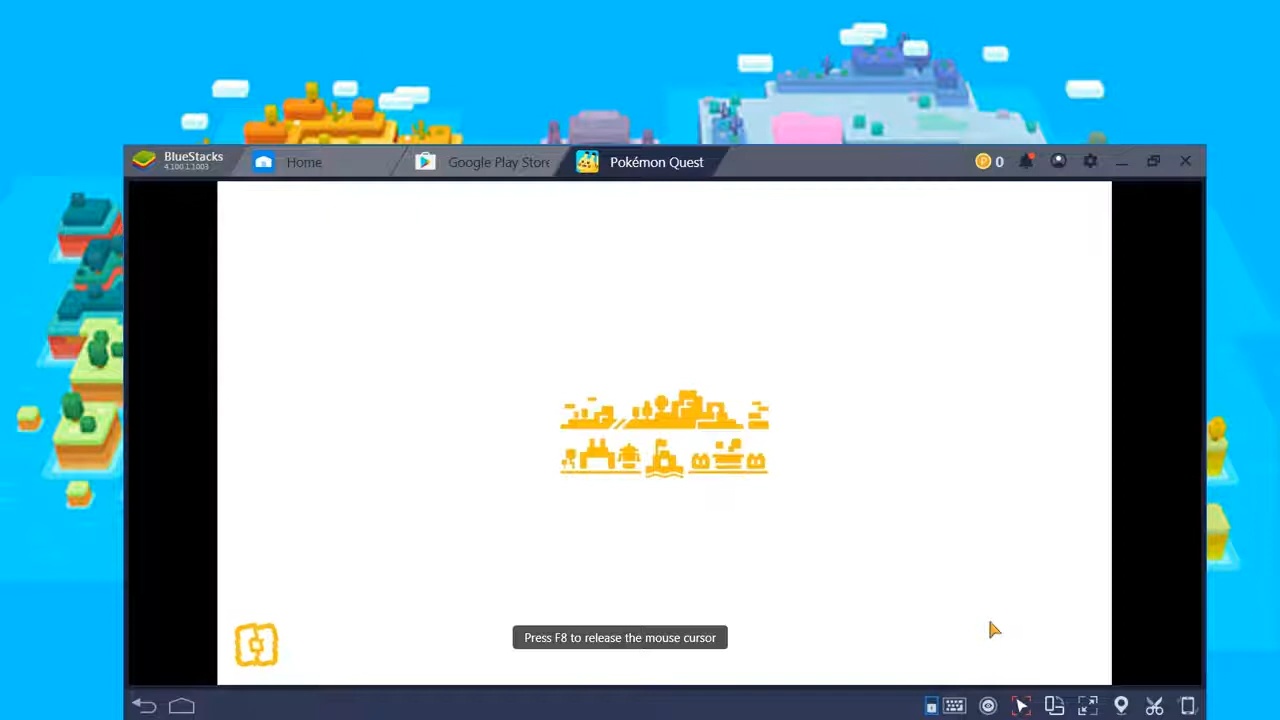 BlueStacks
4.100.1.1003
Home
Google Play Store
Pokémon Quest
0
Press F8 to release the mouse cursor